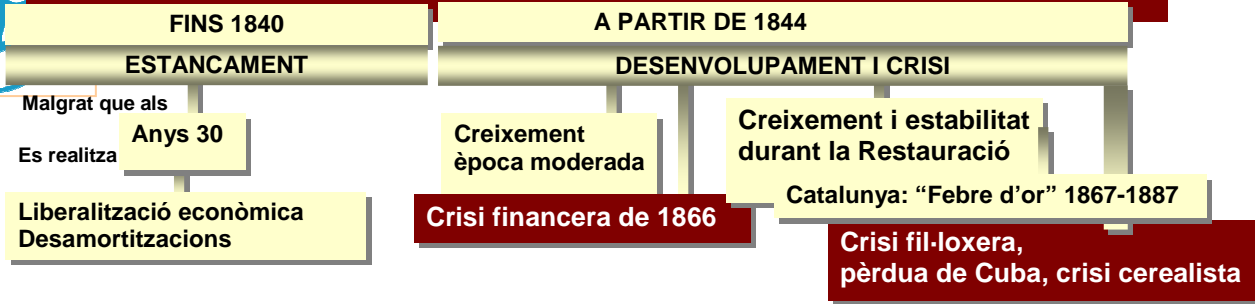 FINS 1840
ESTANCAMENT
Malgrat que als
Anys 30
Es realitza
Liberalització econòmica
Desamortitzacions
A PARTIR DE 1844
DESENVOLUPAMENT I CRISI
Creixement
època moderada
Crisi financera de 1866
Creixement i estabilitat
durant la Restauració
Catalunya: “Febre d’or” 1867-1887
Crisi fil·loxera,
pèrdua de Cuba, crisi cerealista